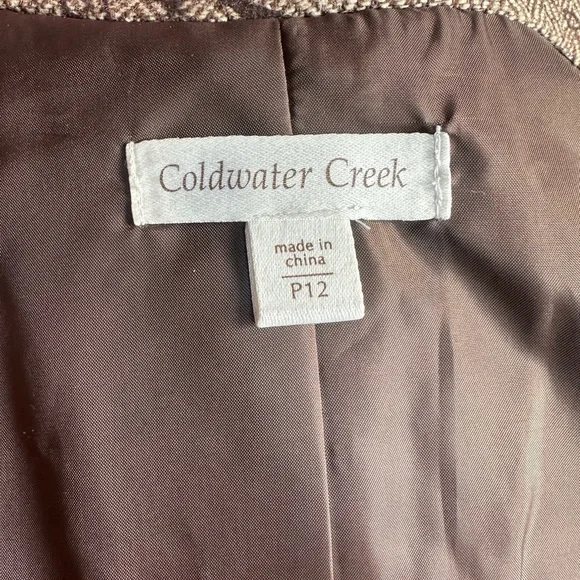 Coldwater Creek
made in
china
P12